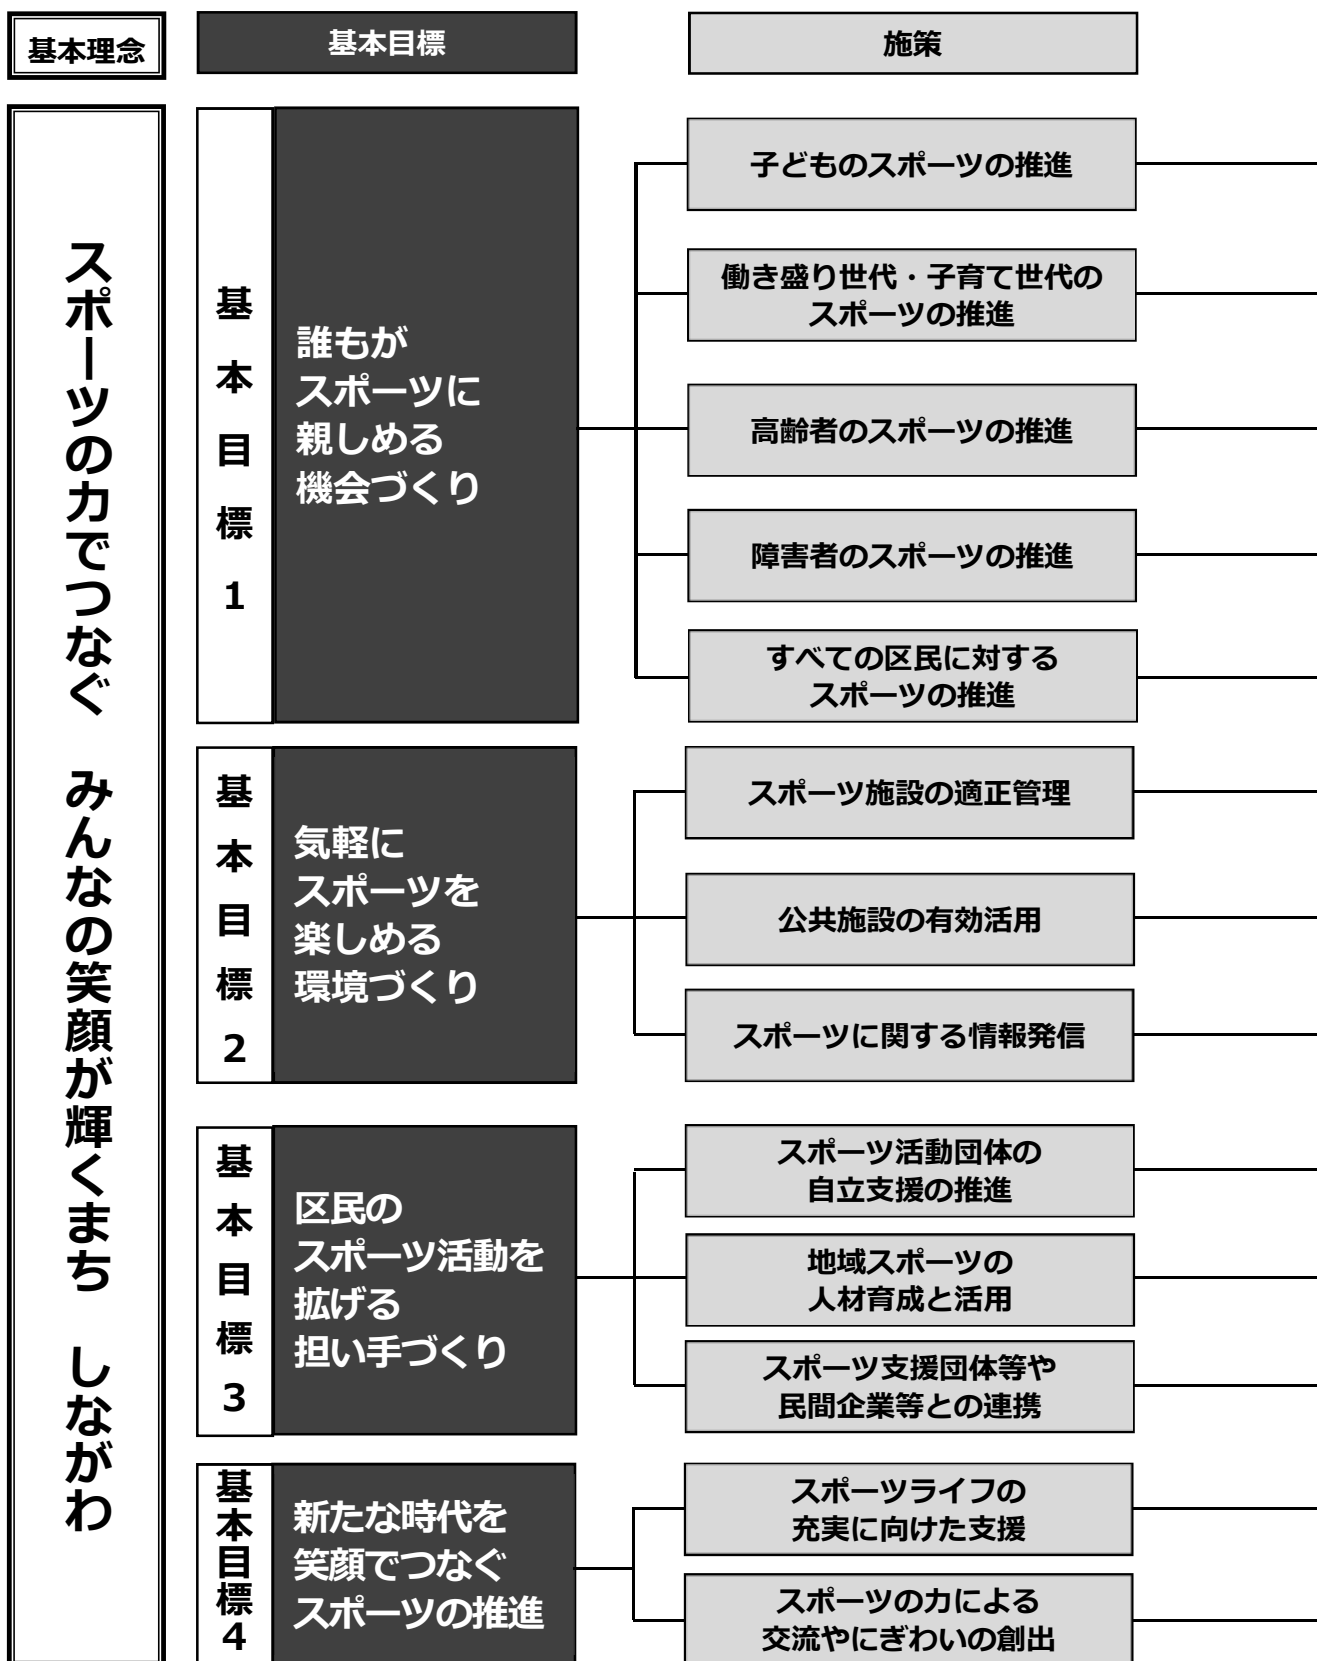 基本理念
基本目標
施策
スポーツの力でつなぐ　みんなの笑顔が輝くまち　しながわ
基本目標1
誰もが
スポーツに
親しめる
機会づくり
子どものスポーツの推進
働き盛り世代・子育て世代の
スポーツの推進
高齢者のスポーツの推進
障害者のスポーツの推進
すべての区民に対する
スポーツの推進
基本目標2
気軽に
スポーツを
楽しめる
環境づくり
スポーツ施設の適正管理
公共施設の有効活用
スポーツに関する情報発信
基本目標3
区民の
スポーツ活動を
拡げる
担い手づくり
スポーツ活動団体の
自立支援の推進
地域スポーツの
人材育成と活用
スポーツ支援団体等や
民間企業等との連携
基本目標4
新たな時代を
笑顔でつなぐ
スポーツの推進
スポーツライフの
充実に向けた支援
スポーツの力による
交流やにぎわいの創出